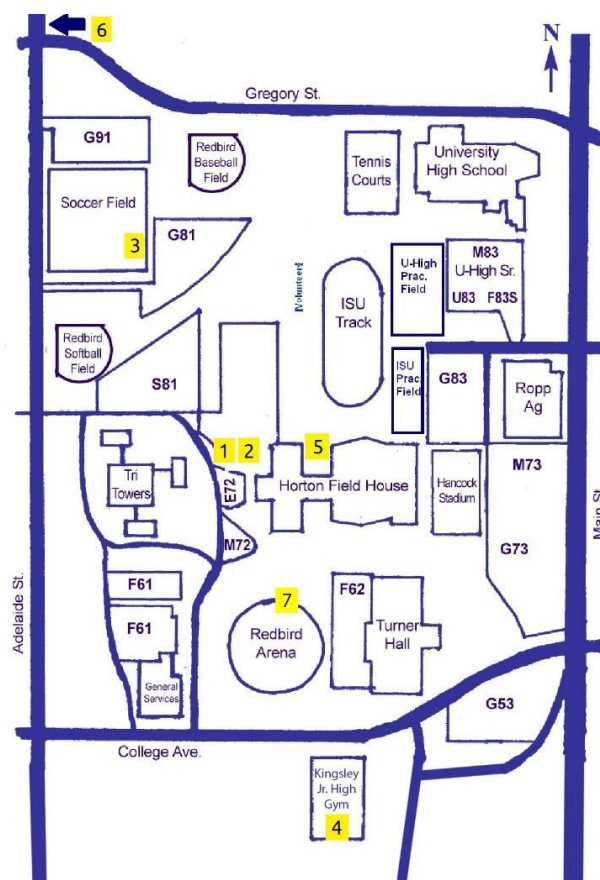 6
N
Gregory St.
G91
Redbird
Baseball
Field
Tennis
Courts
University
High School
Soccer Field
3
G81
(Volunteer)
U-High
Prac.
Field
M83
U-High Sr.
U83 F83S
ISU
Track
Redbird
Softball
Field
S81
ISU
Prac.
Field
G83
Ropp
Ag
1 2
5
Tri
Towers
E72
Horton Field House
Hancock
Stadium
M73
Main St.
M72
G73
F61
Adelaide St.
F61
7
Redbird
Arena
F62
Turner
Hall
General
Services
G53
College Ave.
Kingsley
Jr. High
Gym
4